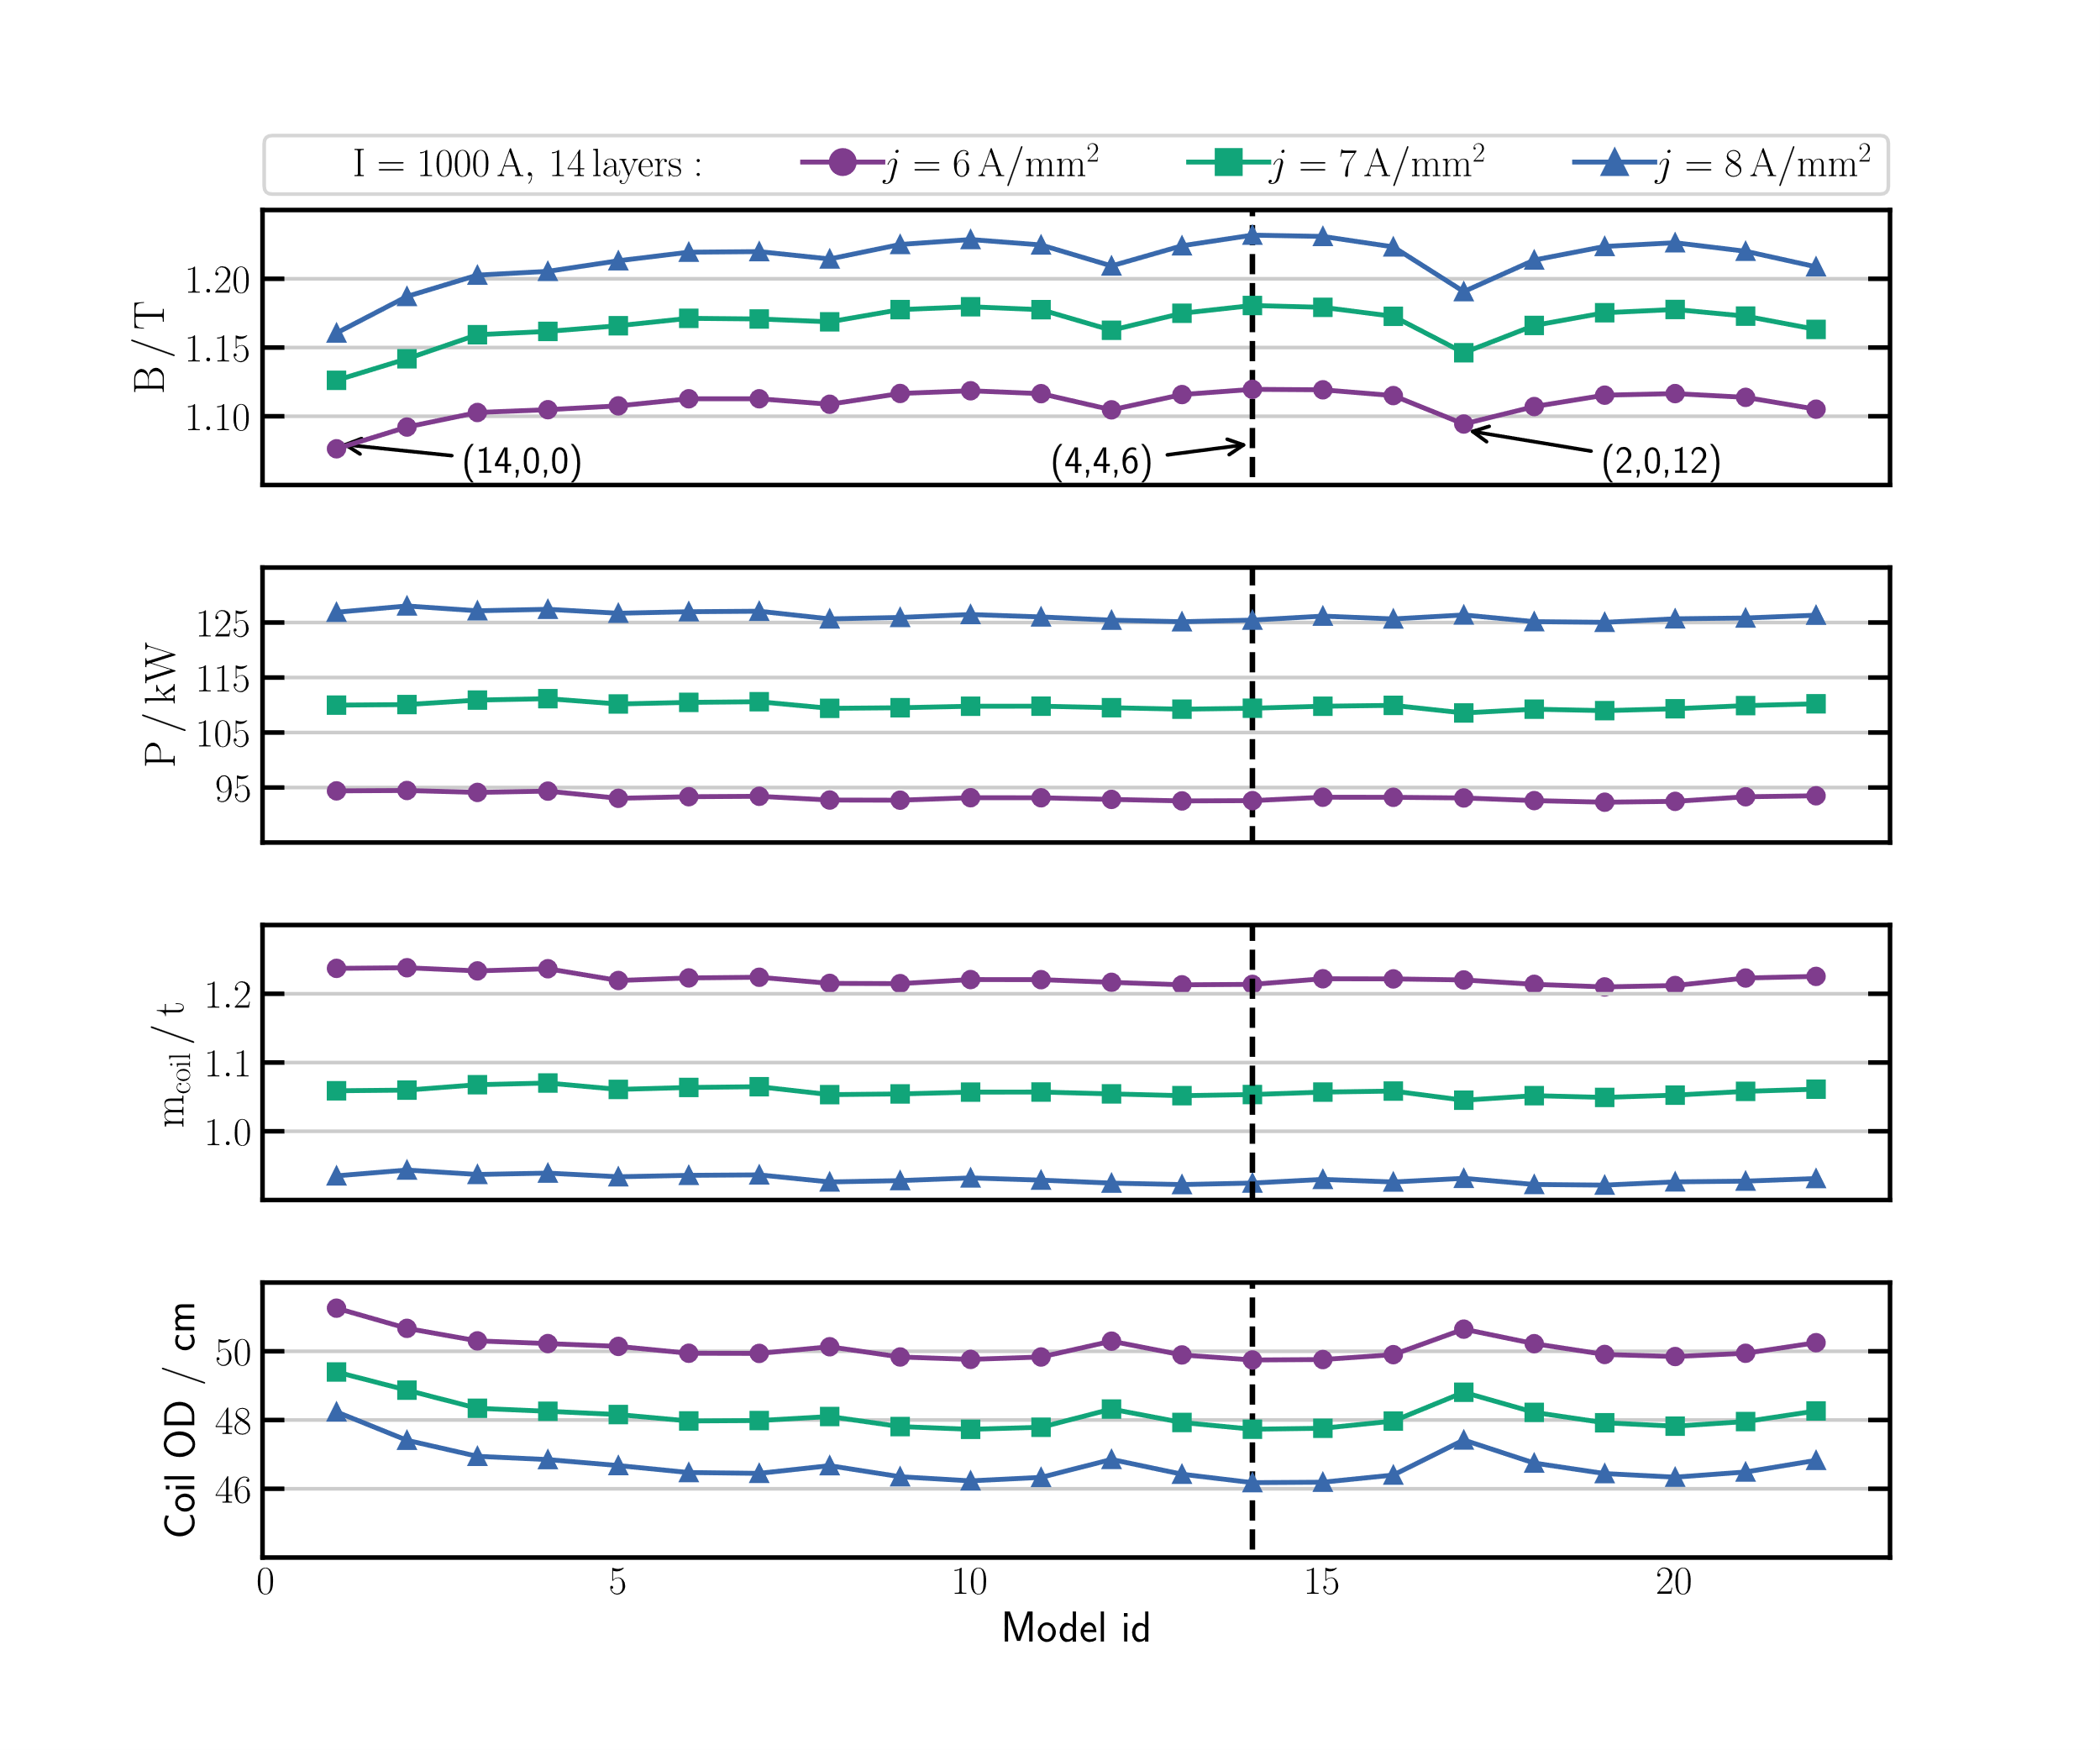 I = 1000 A, 14 layers : j = 6 A/mm² j = 7 A/mm² j = 8 A/mm²
B / T
1.20
1.15
1.10
(14,0,0) (4,4,6) (2,0,12)
P / kW
125
115
105
95
m_coil / t
1.2
1.1
1.0
Coil OD / cm
50
48
46
0 5 10 15 20
Model id